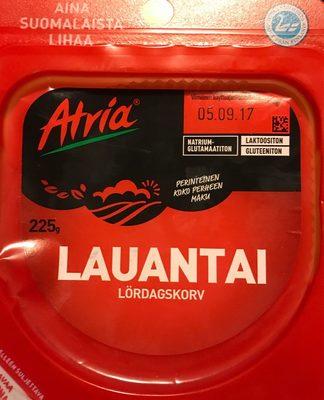 AINA
SUOMALAISTA
LIHAA
Atria®
05.09.17
NATRIUM-
GLUTAMAATITON
LAKTOOSITON
GLUTEENITON
PERINTEINEN
KOKO PERHEEN
MAKU
225g
LAUANTAI
LÖRDAGSKORV